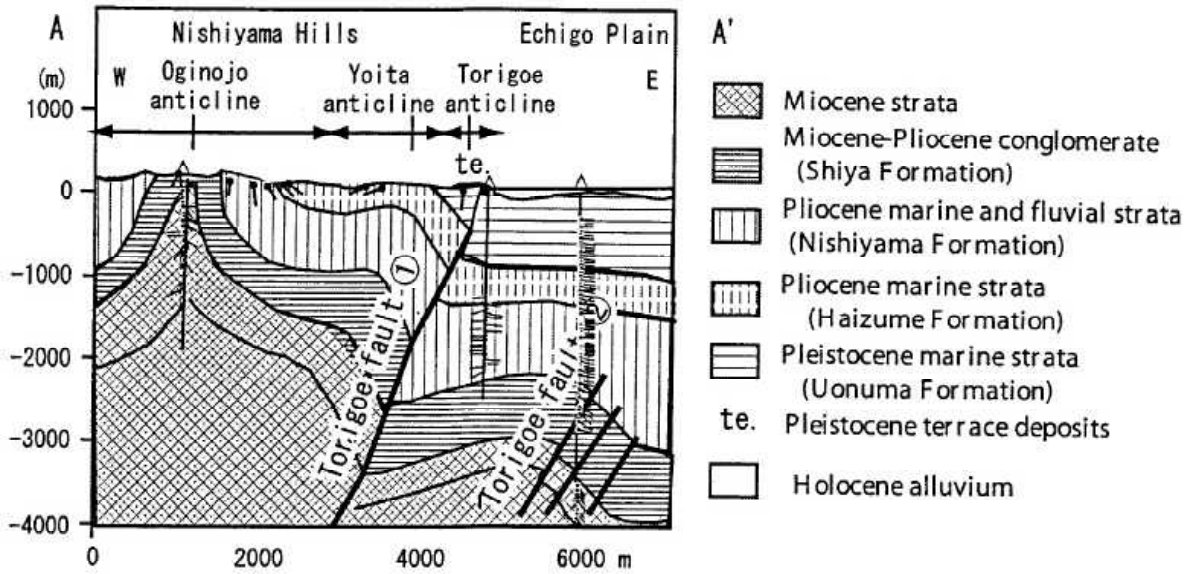 A
Nishiyama Hills
Echigo Plain
A'
(m)
W
Oginojo
anticline
Yoita
anticline
Torigoe
anticline
E
1000
te.
0
-1000
-2000
-3000
-4000
Torigoe fault ①
Torigoe fault ②
0
2000
4000
6000 m
Miocene strata
Miocene-Pliocene conglomerate
(Shiya Formation)
Pliocene marine and fluvial strata
(Nishiyama Formation)
Pliocene marine strata
(Haizume Formation)
Pleistocene marine strata
(Uonuma Formation)
te. Pleistocene terrace deposits
Holocene alluvium